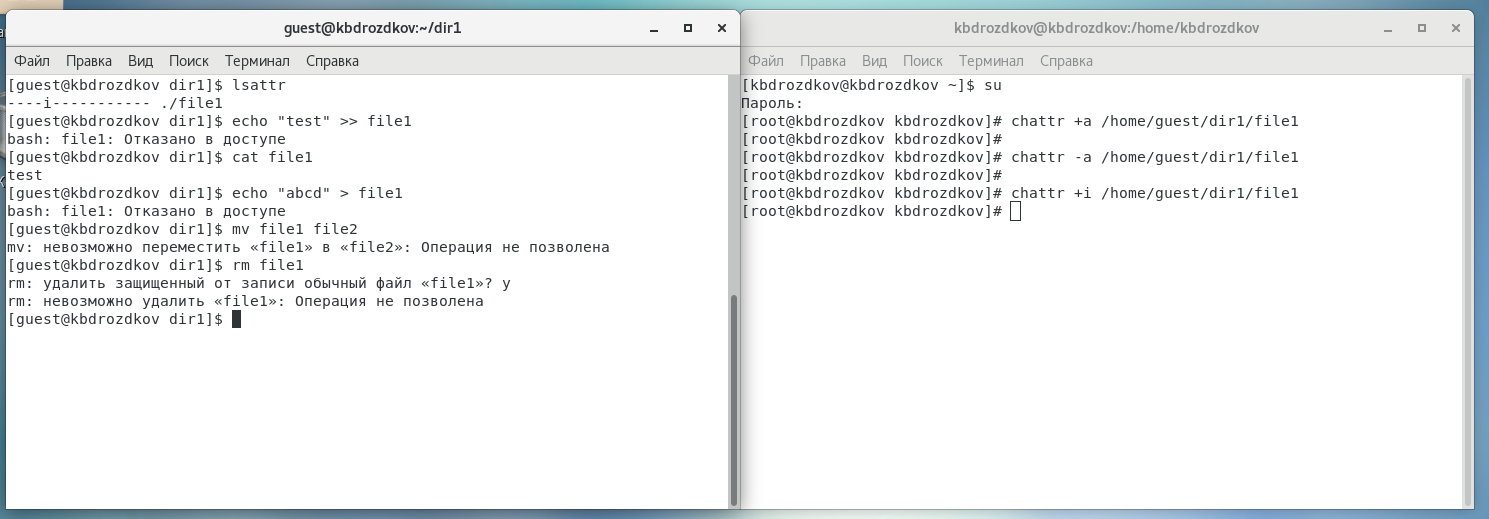 guest@kbdrozdkov:~/dir1
Файл Правка Вид Поиск Терминал Справка
[guest@kbdrozdkov dir1]$ lsattr
----i----------- ./file1
[guest@kbdrozdkov dir1]$ echo "test" >> file1
bash: file1: Отказано в доступе
[guest@kbdrozdkov dir1]$ cat file1
test
[guest@kbdrozdkov dir1]$ echo "abcd" > file1
bash: file1: Отказано в доступе
[guest@kbdrozdkov dir1]$ mv file1 file2
mv: невозможно переместить «file1» в «file2»: Операция не позволена
[guest@kbdrozdkov dir1]$ rm file1
rm: удалить защищенный от записи обычный файл «file1»? y
rm: невозможно удалить «file1»: Операция не позволена
[guest@kbdrozdkov dir1]$
kbdrozdkov@kbdrozdkov:/home/kbdrozdkov
Файл Правка Вид Поиск Терминал Справка
[kbdrozdkov@kbdrozdkov ~]$ su
Пароль:
[root@kbdrozdkov kbdrozdkov]# chattr +a /home/guest/dir1/file1
[root@kbdrozdkov kbdrozdkov]#
[root@kbdrozdkov kbdrozdkov]# chattr -a /home/guest/dir1/file1
[root@kbdrozdkov kbdrozdkov]#
[root@kbdrozdkov kbdrozdkov]# chattr +i /home/guest/dir1/file1
[root@kbdrozdkov kbdrozdkov]#